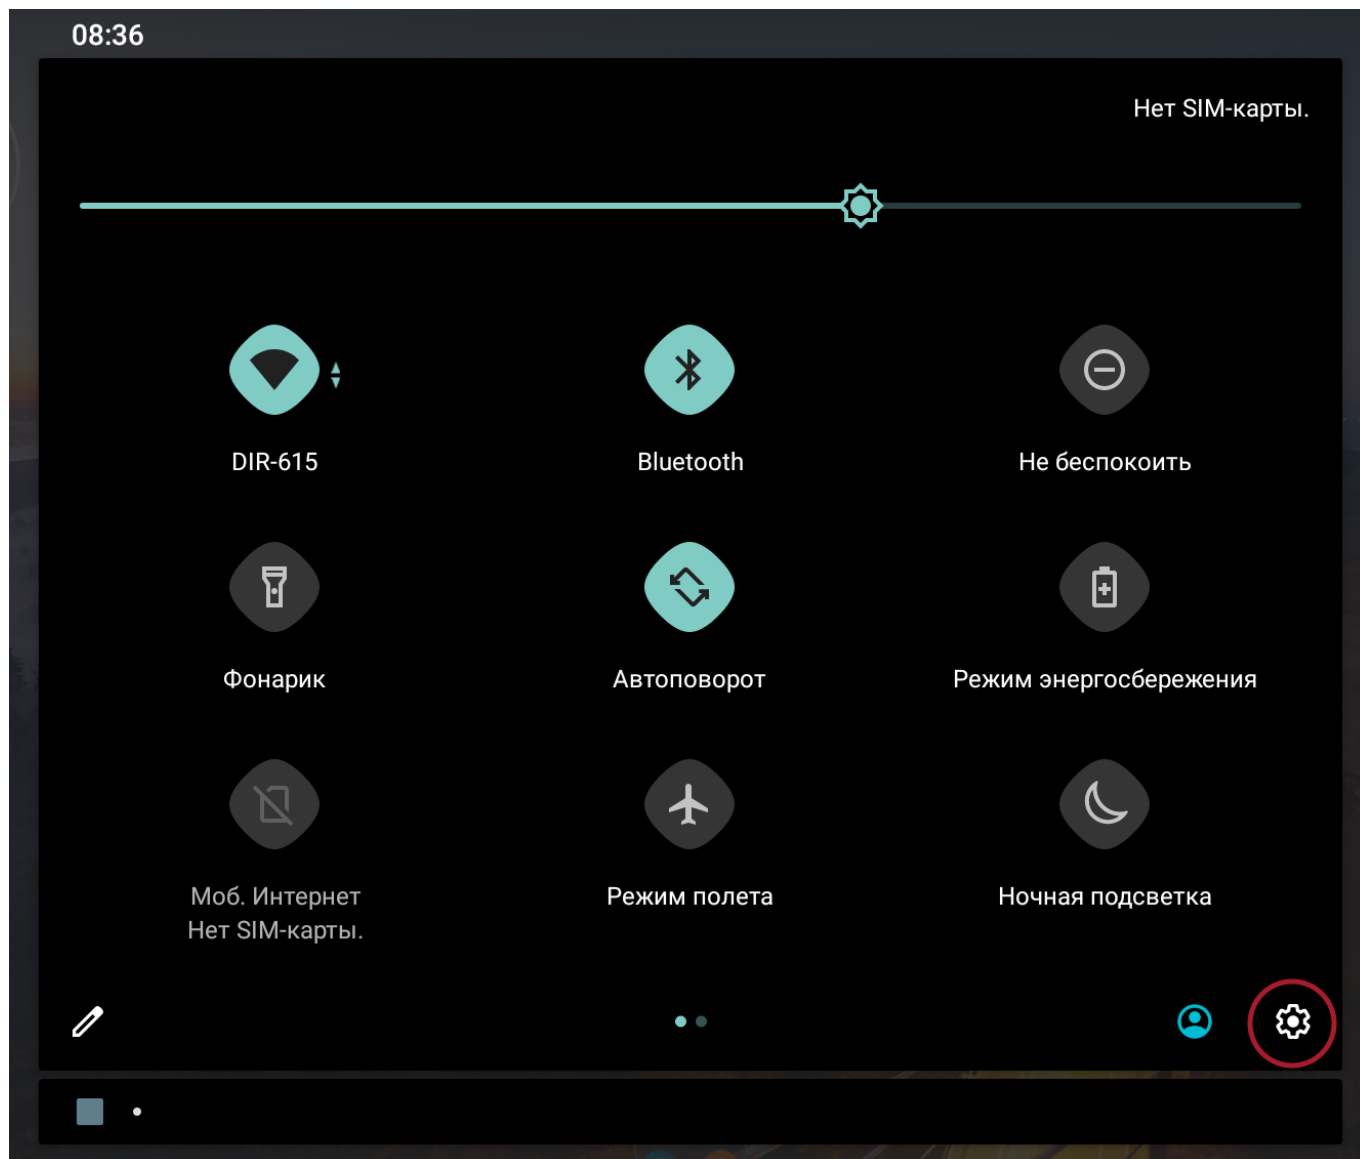 08:36
Нет SIM-карты.
DIR-615
Bluetooth
Не беспокоить
Фонарик
Автоповорот
Режим энергосбережения
Моб. Интернет
Нет SIM-карты.
Режим полета
Ночная подсветка